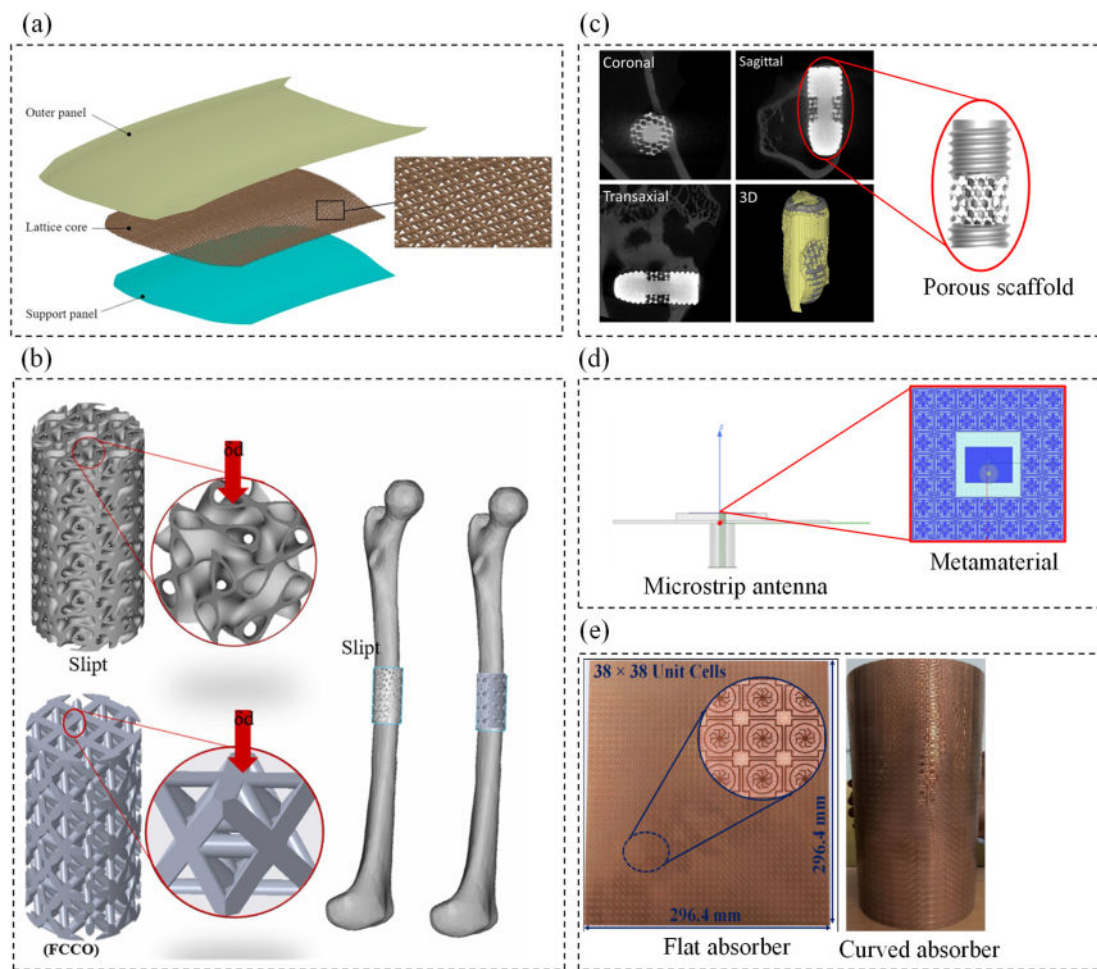 (a)
Outer panel
Lattice core
Support panel
(b)
od
Slipt
od
(FCCO)
Slipt
(c)
Coronal
Sagittal
Transaxial
3D
Porous scaffold
(d)
Microstrip antenna
Metamaterial
(e)
38 × 38 Unit Cells
296.4 mm
296.4 mm
Flat absorber
Curved absorber